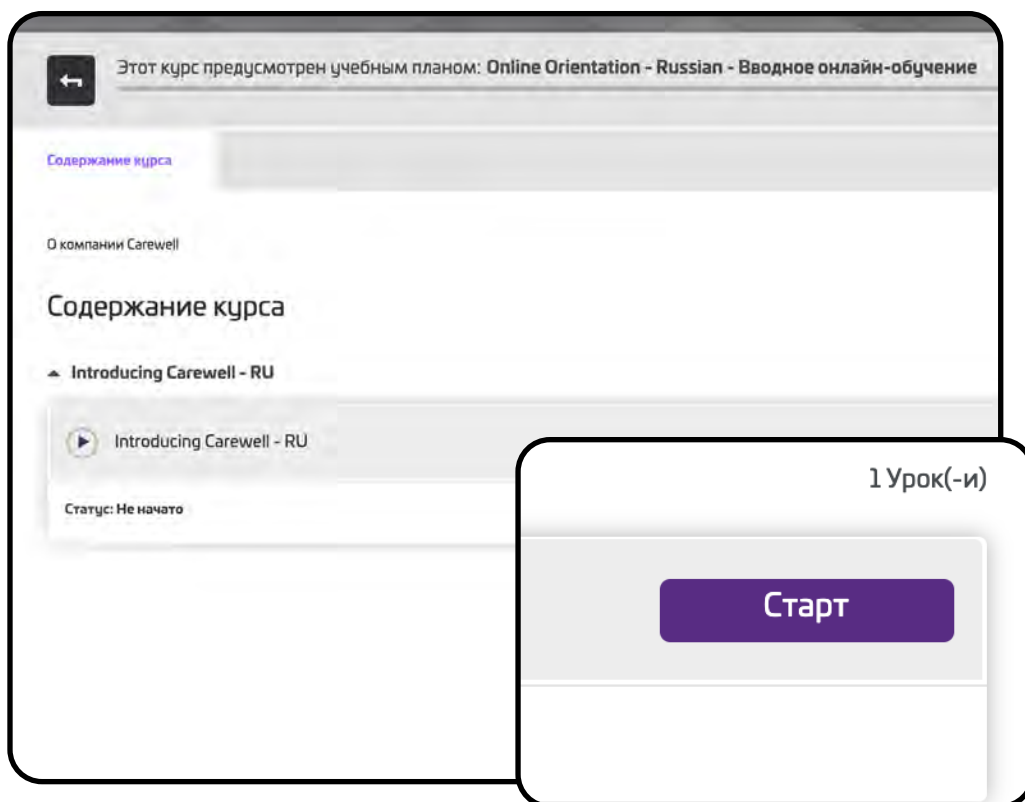 Этот курс предусмотрен учебным планом: Online Orientation - Russian - Вводное онлайн-обучение
Содержание курса
О компании Carewell
Содержание курса
Introducing Carewell - RU
Introducing Carewell - RU
Статус: Не начато
1 Урок(-и)
Старт